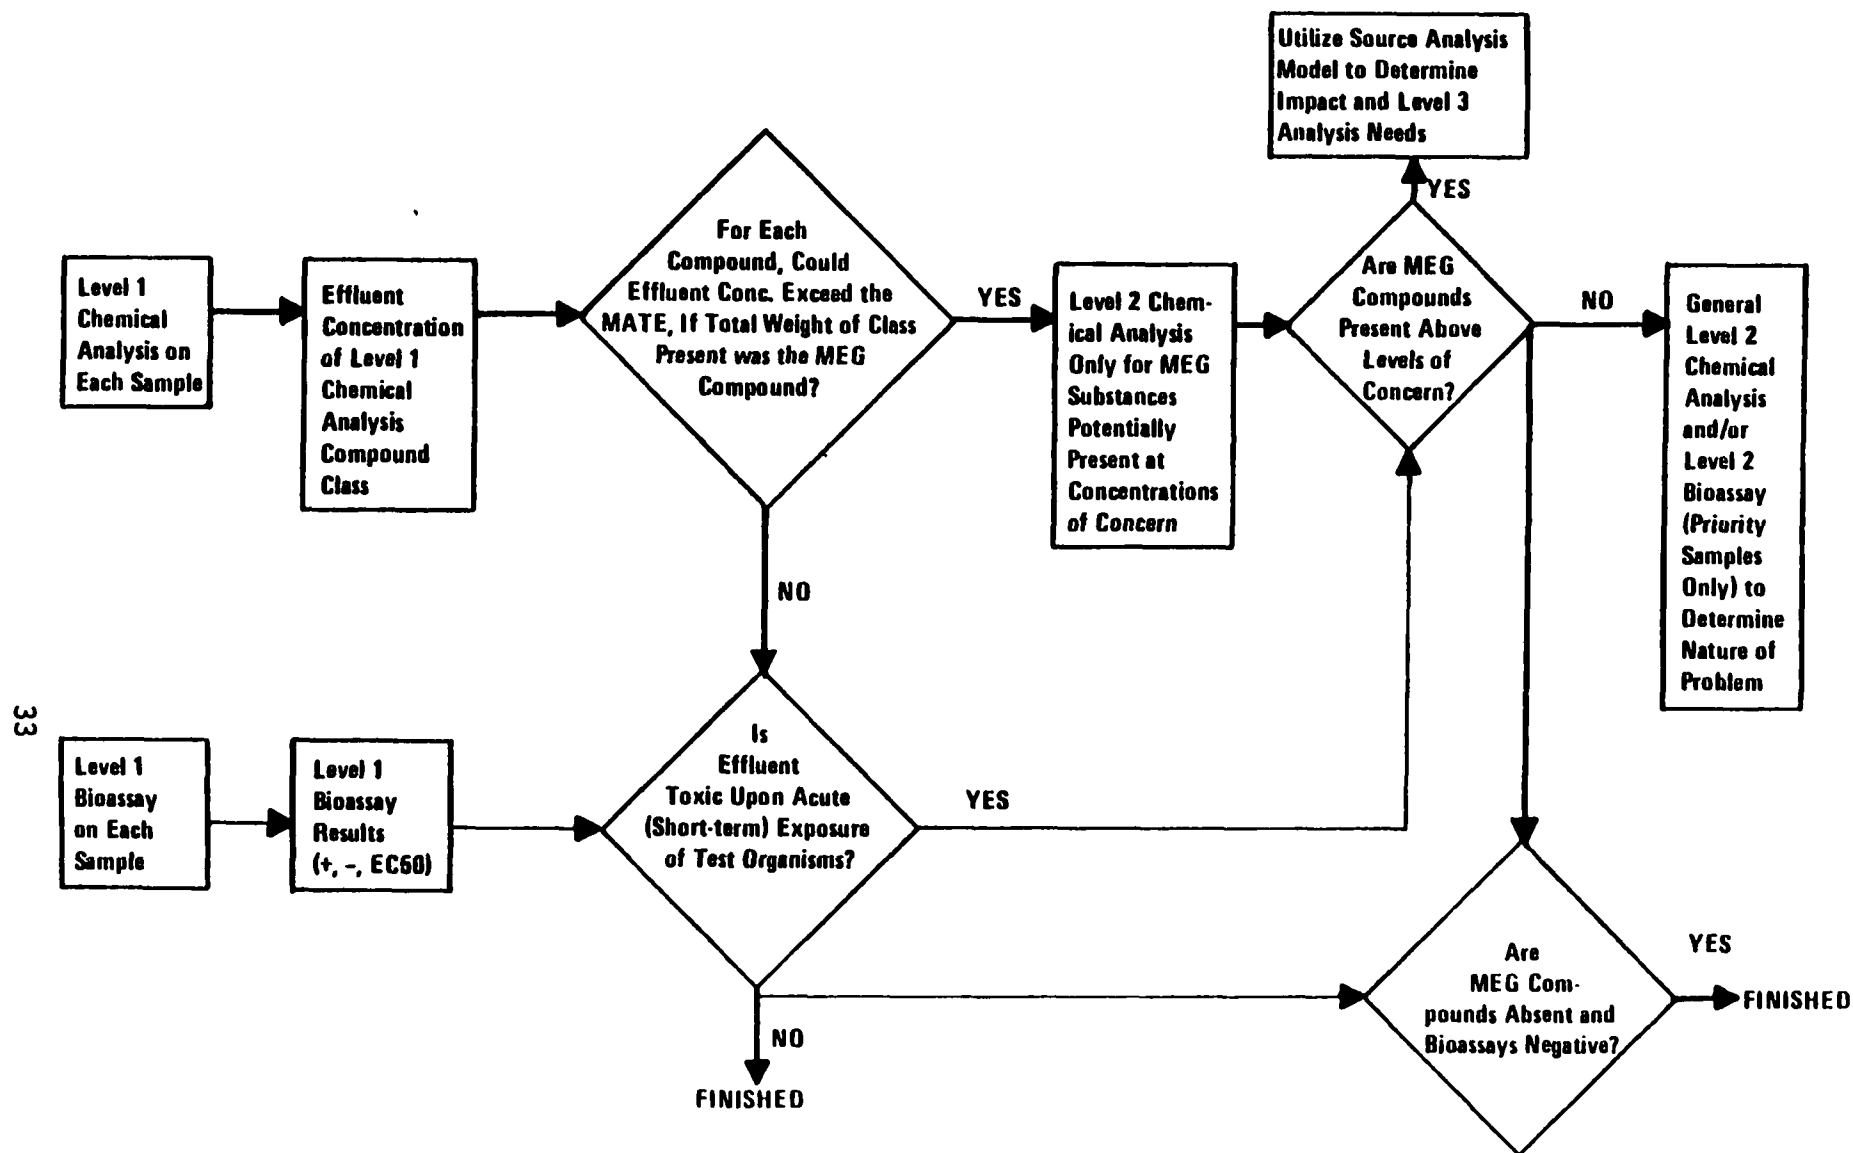 Utilize Source Analysis
Model to Determine
Impact and Level 3
Analysis Needs
YES
Level 1
Chemical
Analysis on
Each Sample
Effluent
Concentration
of Level 1
Chemical
Analysis
Compound
Class
For Each
Compound, Could
Effluent Conc. Exceed the
MATE, If Total Weight of Class
Present was the MEG
Compound?
YES
Level 2 Chem-
ical Analysis
Only for MEG
Substances
Potentially
Present at
Concentrations
of Concern
Are MEG
Compounds
Present Above
Levels of
Concern?
NO
General
Level 2
Chemical
Analysis
and/or
Level 2
Bioassay
(Priority
Samples
Only) to
Determine
Nature of
Problem
NO
33
Level 1
Bioassay
on Each
Sample
Level 1
Bioassay
Results
(+, -, EC50)
Is
Effluent
Toxic Upon Acute
(Short-term) Exposure
of Test Organisms?
YES
NO
FINISHED
Are
MEG Com-
pounds Absent and
Bioassays Negative?
YES
FINISHED